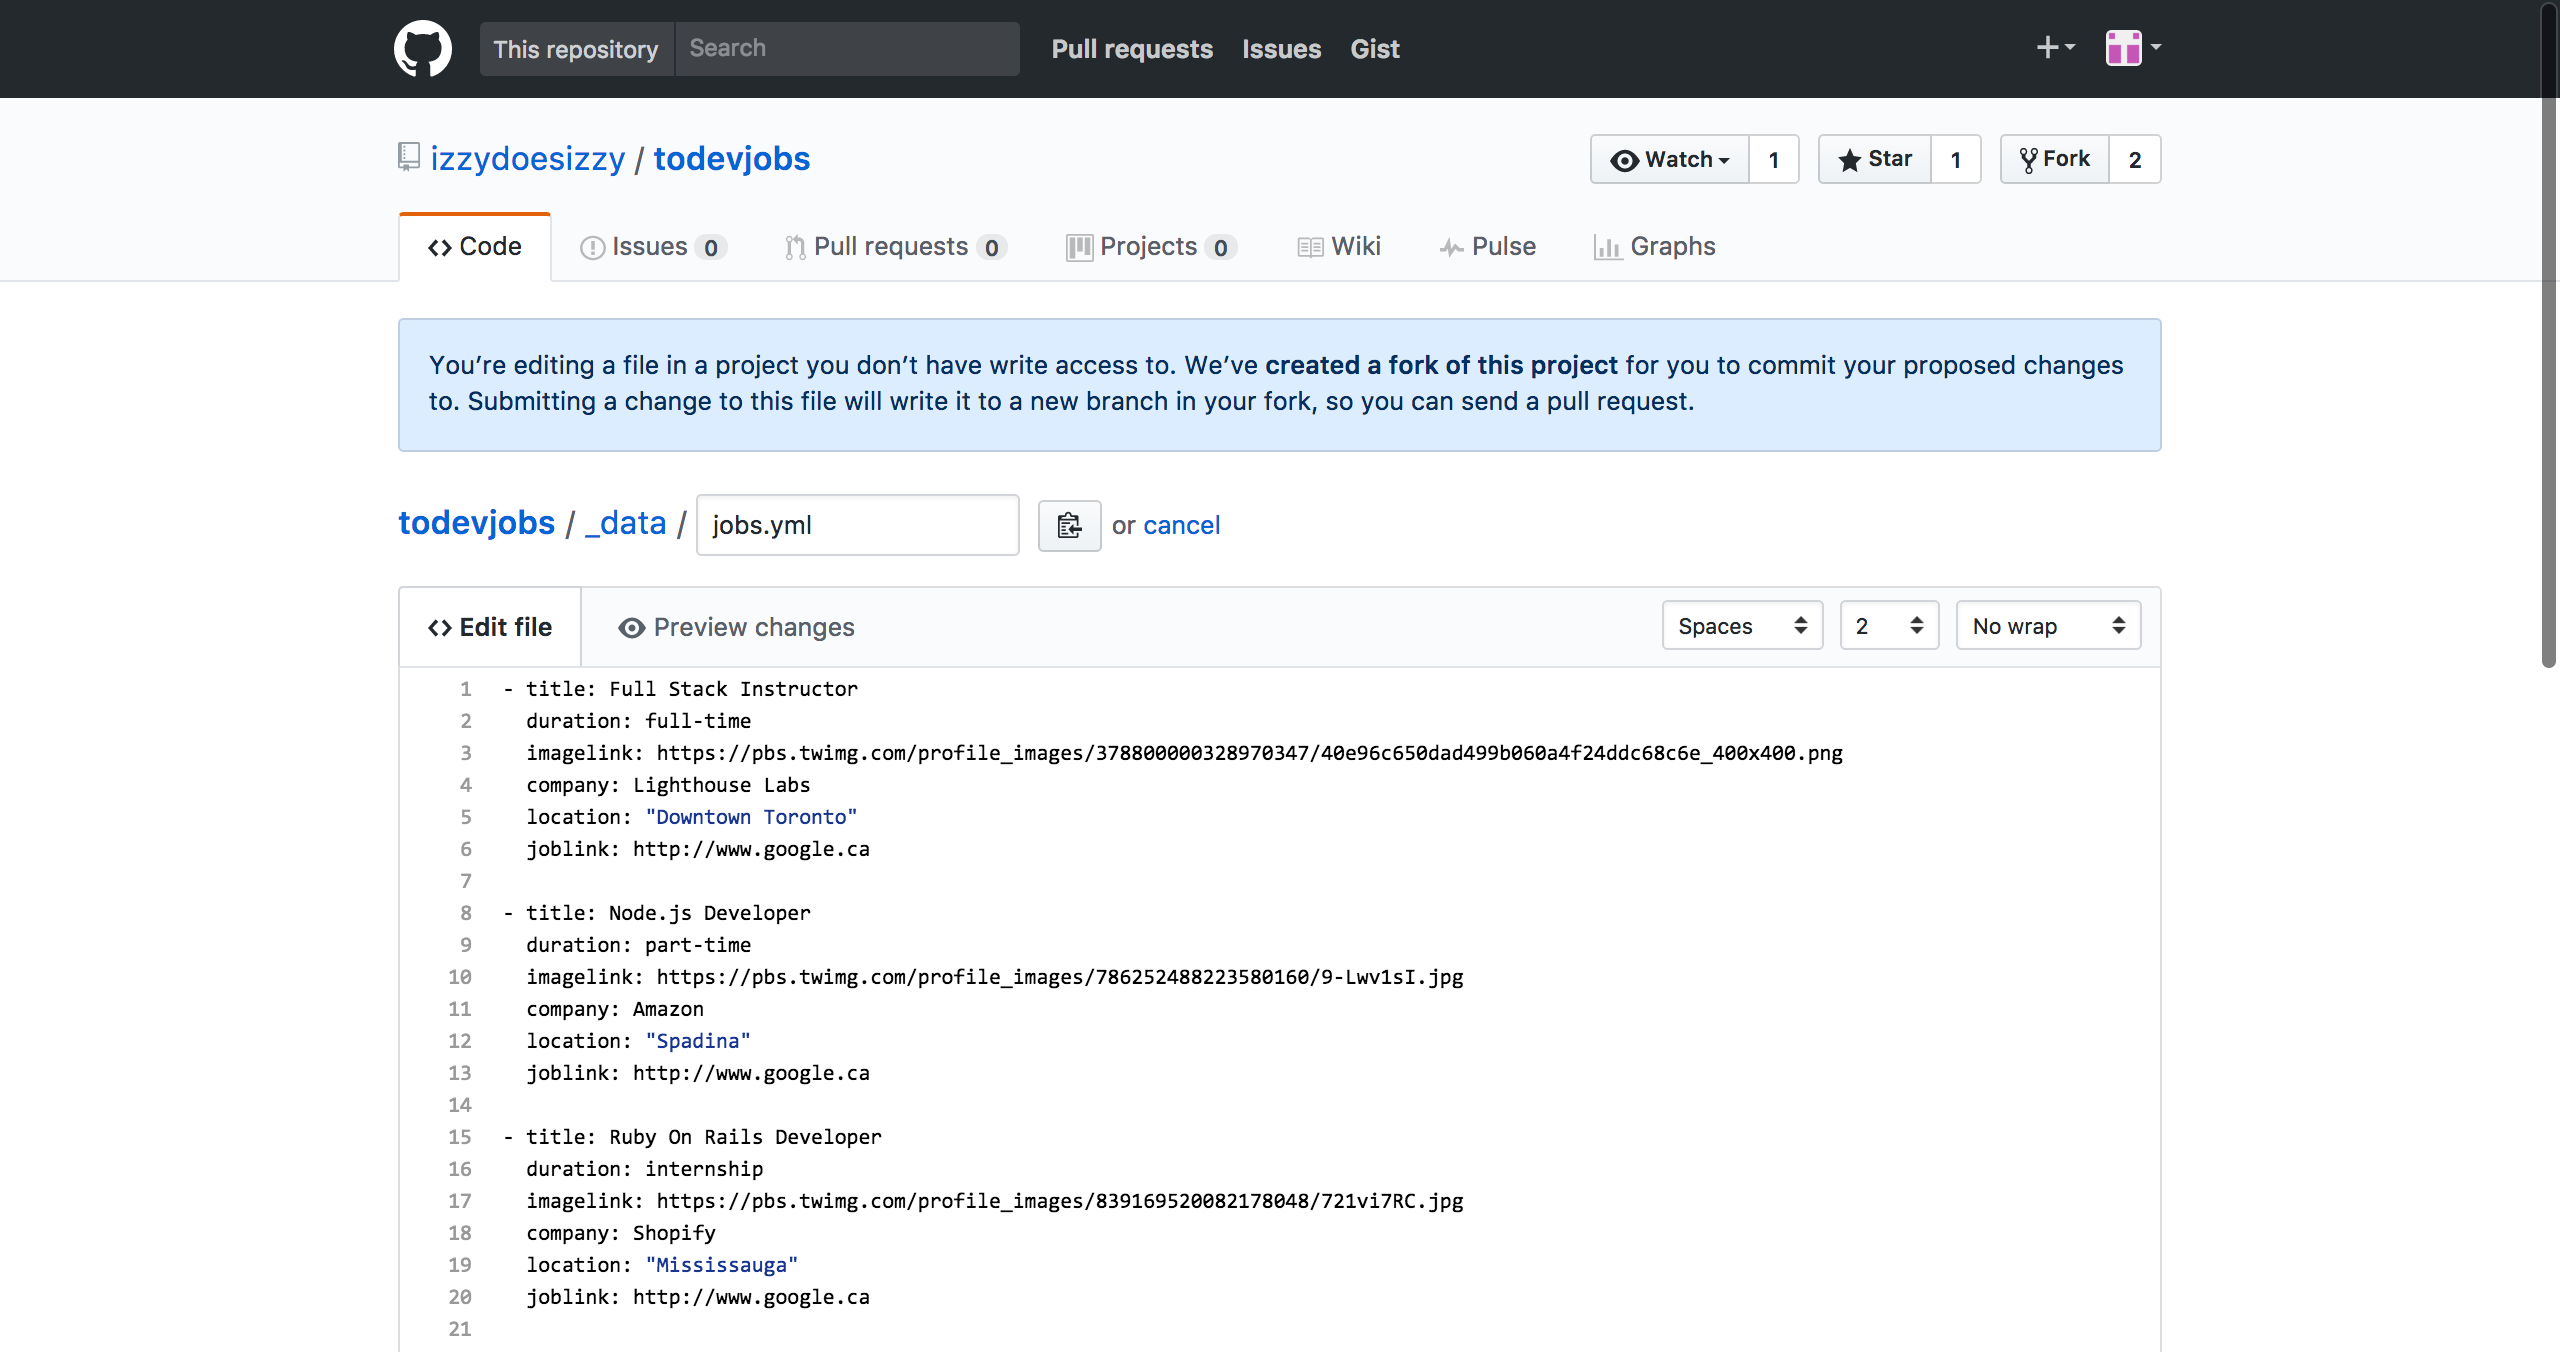 This repository Search Pull requests Issues Gist
izzydoesizzy / todevjobs Watch 1 Star 1 Fork 2
Code Issues 0 Pull requests 0 Projects 0 Wiki Pulse Graphs
You’re editing a file in a project you don’t have write access to. We’ve created a fork of this project for you to commit your proposed changes
to. Submitting a change to this file will write it to a new branch in your fork, so you can send a pull request.
todevjobs / _data / jobs.yml or cancel
<> Edit file Preview changes Spaces 2 No wrap
1 - title: Full Stack Instructor
2 duration: full-time
3 imagelink: https://pbs.twimg.com/profile_images/378800000328970347/40e96c650dad499b060a4f24ddc68c6e_400x400.png
4 company: Lighthouse Labs
5 location: "Downtown Toronto"
6 joblink: http://www.google.ca
7
8 - title: Node.js Developer
9 duration: part-time
10 imagelink: https://pbs.twimg.com/profile_images/786252488223580160/9-Lwv1sI.jpg
11 company: Amazon
12 location: "Spadina"
13 joblink: http://www.google.ca
14
15 - title: Ruby On Rails Developer
16 duration: internship
17 imagelink: https://pbs.twimg.com/profile_images/839169520082178048/721vi7RC.jpg
18 company: Shopify
19 location: "Mississauga"
20 joblink: http://www.google.ca
21